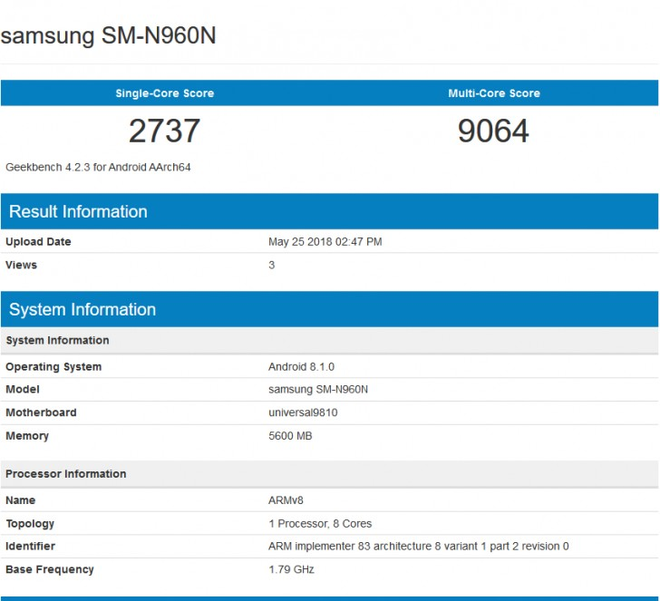 samsung SM-N960N
Single-Core Score Multi-Core Score
2737 9064
Geekbench 4.2.3 for Android AArch64
Result Information
Upload Date May 25 2018 02:47 PM
Views 3
System Information
System Information
Operating System Android 8.1.0
Model samsung SM-N960N
Motherboard universal9810
Memory 5600 MB
Processor Information
Name ARMv8
Topology 1 Processor, 8 Cores
Identifier ARM implementer 83 architecture 8 variant 1 part 2 revision 0
Base Frequency 1.79 GHz